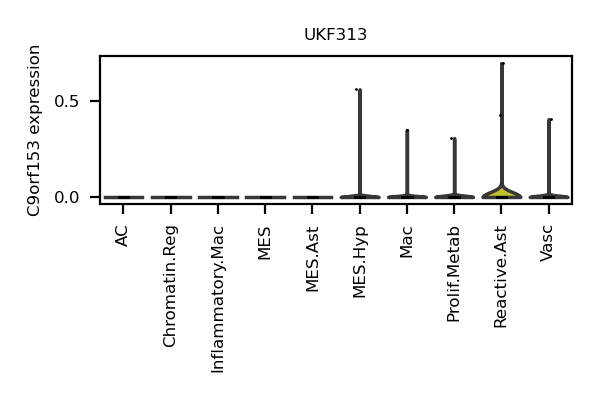 UKF313
C9orf153 expression
0.5
0.0
AC
Chromatin.Reg
Inflammatory.Mac
MES
MES.Ast
MES.Hyp
Mac
Prolif.Metab
Reactive.Ast
Vasc